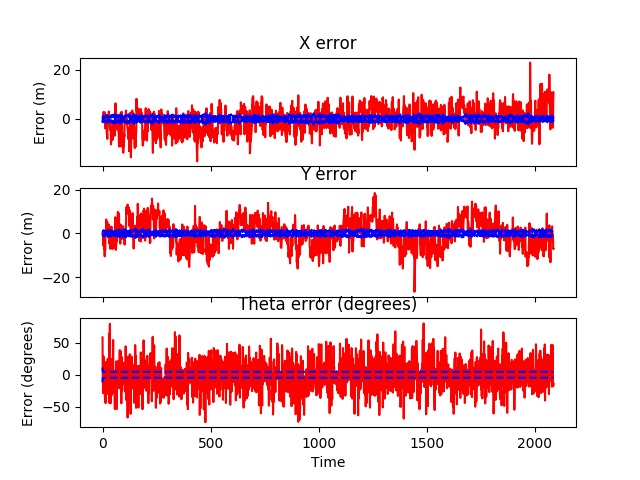 X error
20
0
Error (m)
Y error
20
0
−20
Error (m)
Theta error (degrees)
50
0
−50
Error (degrees)
0 500 1000 1500 2000
Time